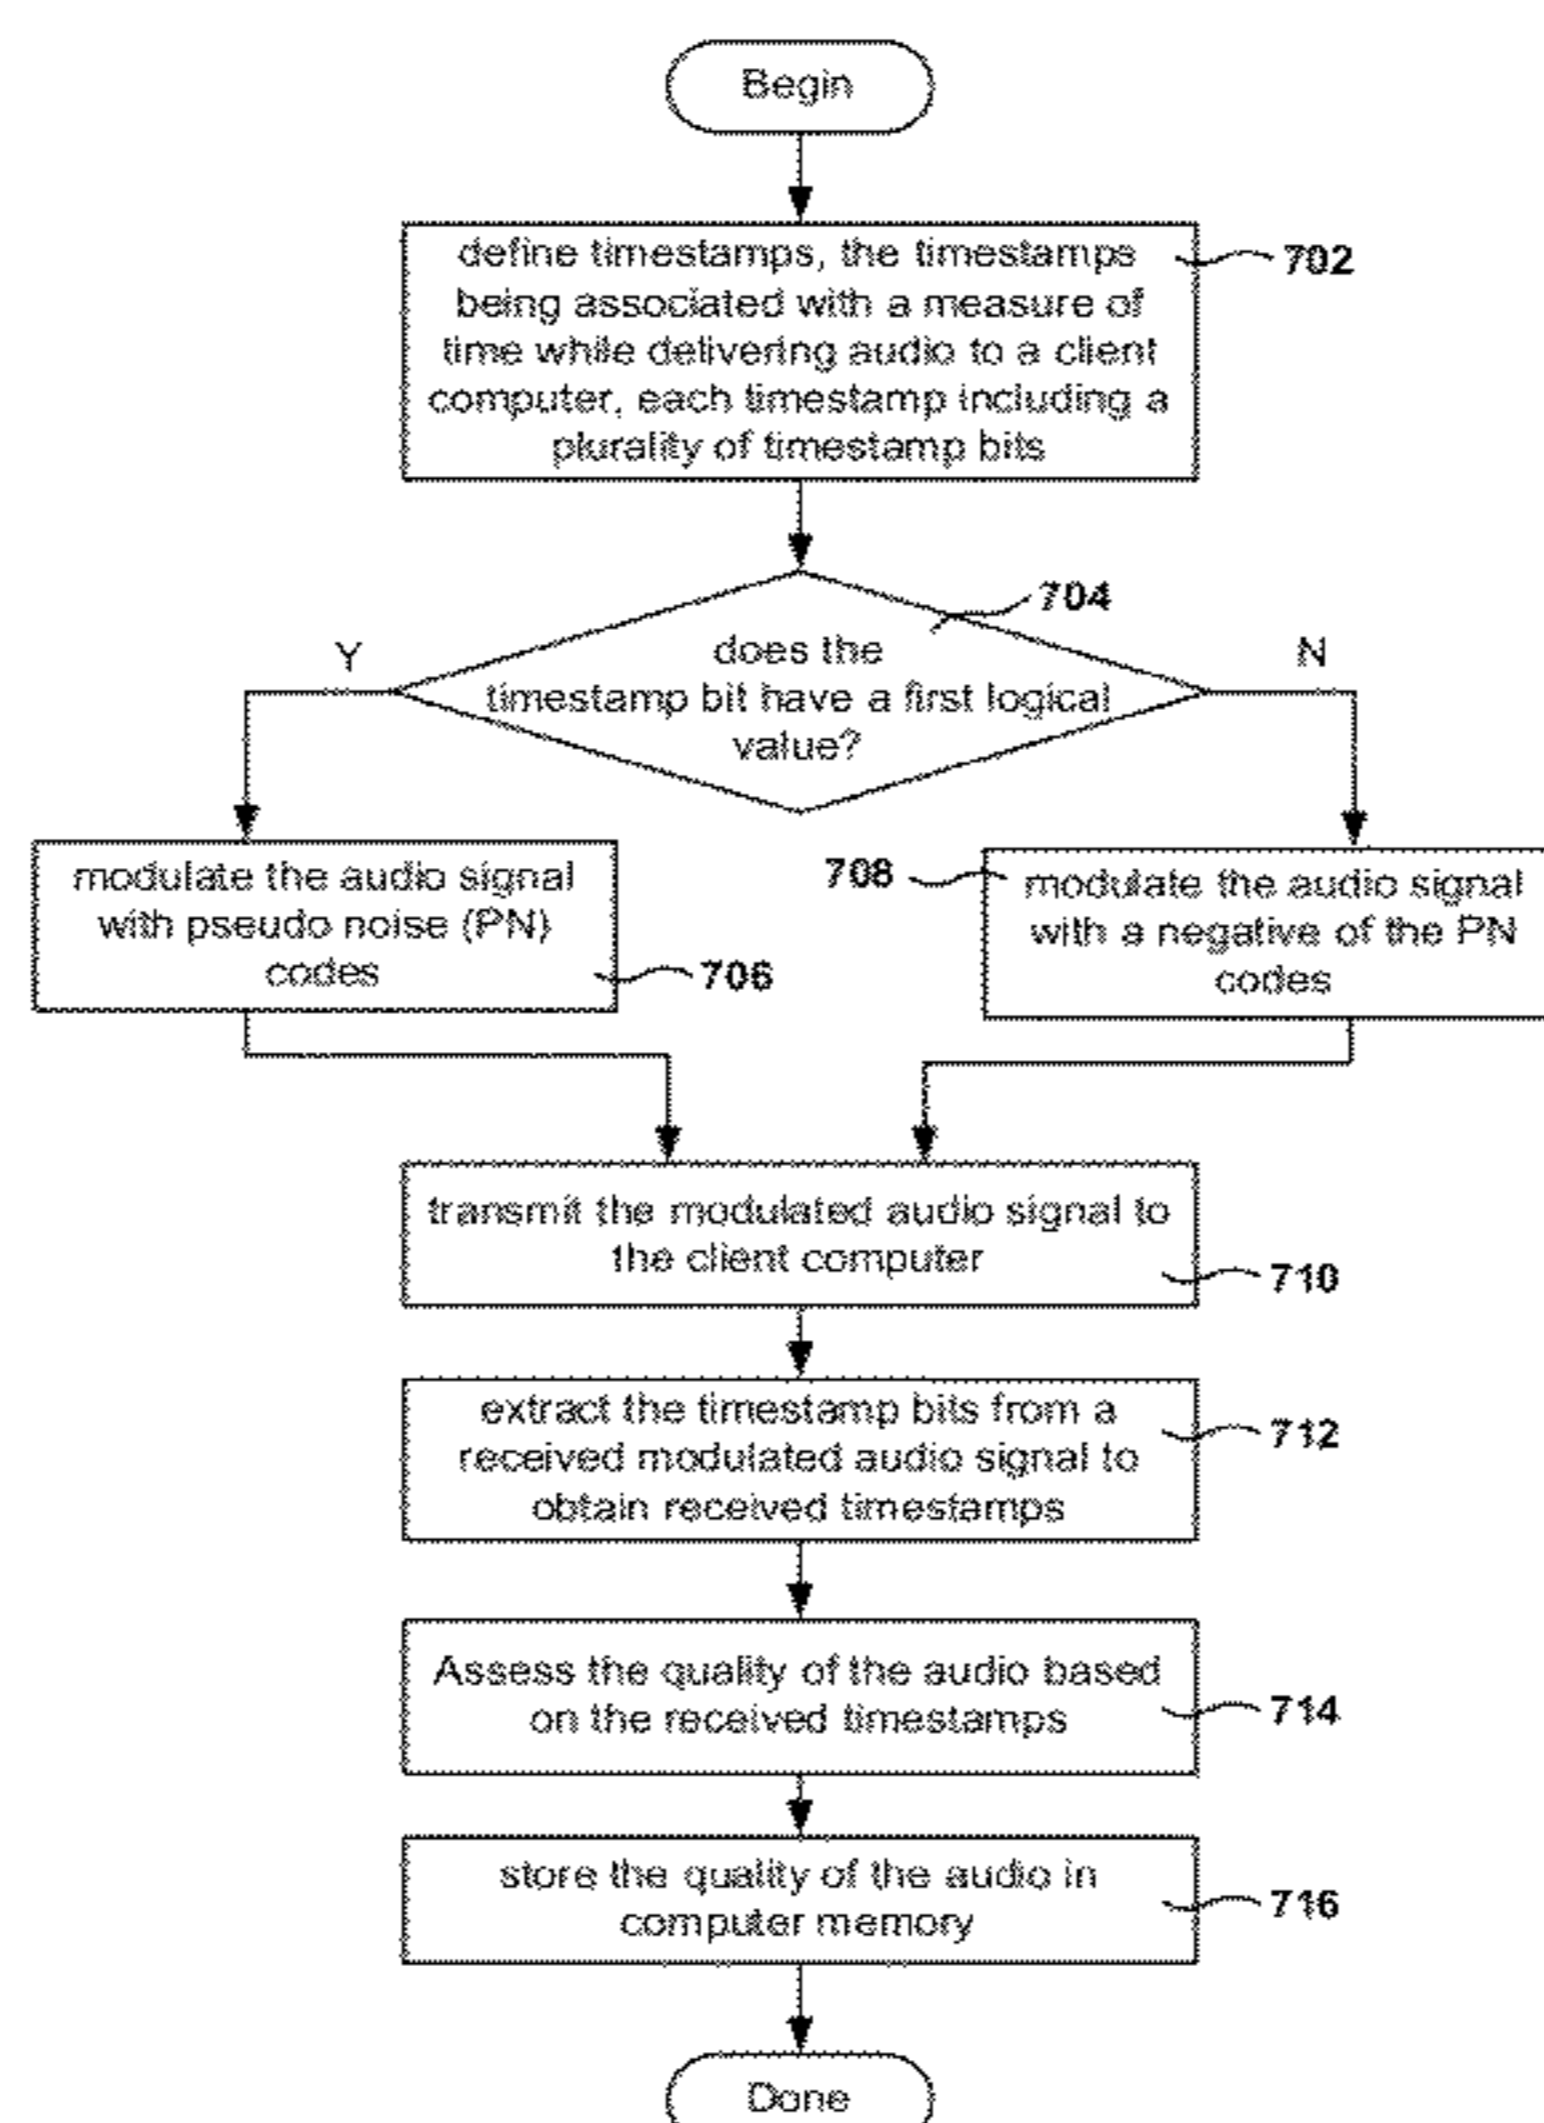 Begin
define timestamps, the timestamps
being associated with a measure of
time while delivering audio to a client
computer, each timestamp including a
plurality of timestamp bits
702
704
does the
timestamp bit have a first logical
value?
Y
N
modulate the audio signal
with pseudo noise (PN)
codes
706
708
modulate the audio signal
with a negative of the PN
codes
transmit the modulated audio signal to
the client computer
710
extract the timestamp bits from a
received modulated audio signal to
obtain received timestamps
712
Assess the quality of the audio based
on the received timestamps
714
store the quality of the audio in
computer memory
716
Done